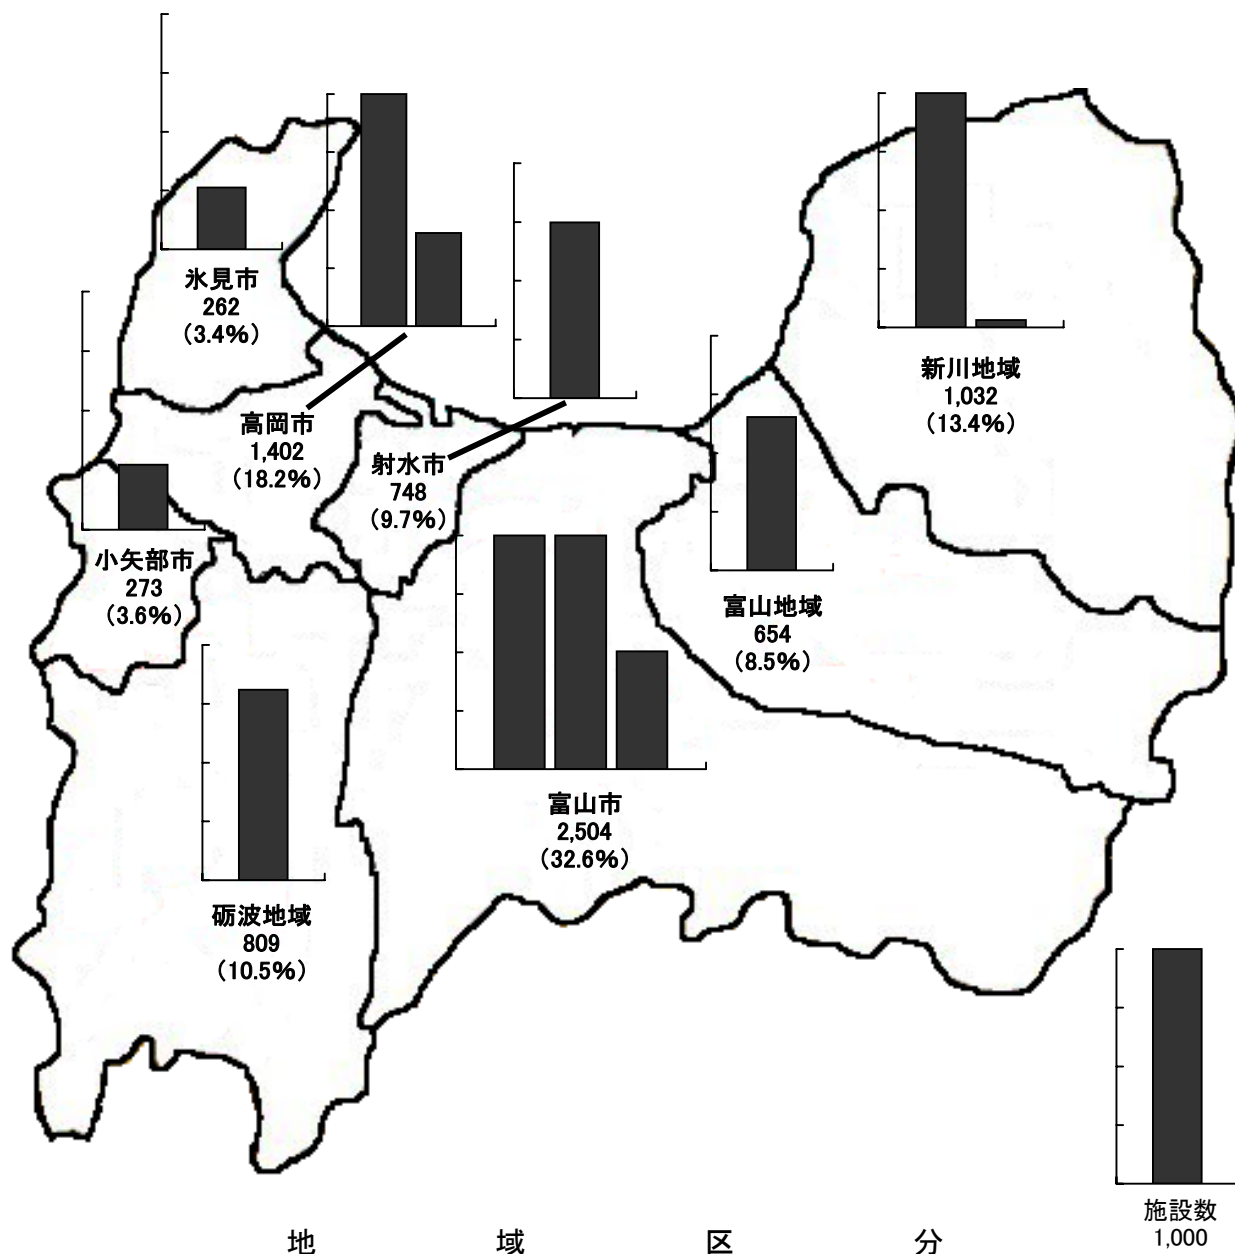 氷見市
262
（3.4%）
高岡市
1,402
（18.2%）
射水市
748
（9.7%）
新川地域
1,032
（13.4%）
小矢部市
273
（3.6%）
富山地域
654
（8.5%）
富山市
2,504
（32.6%）
砺波地域
809
（10.5%）
施設数
1,000
地域区分